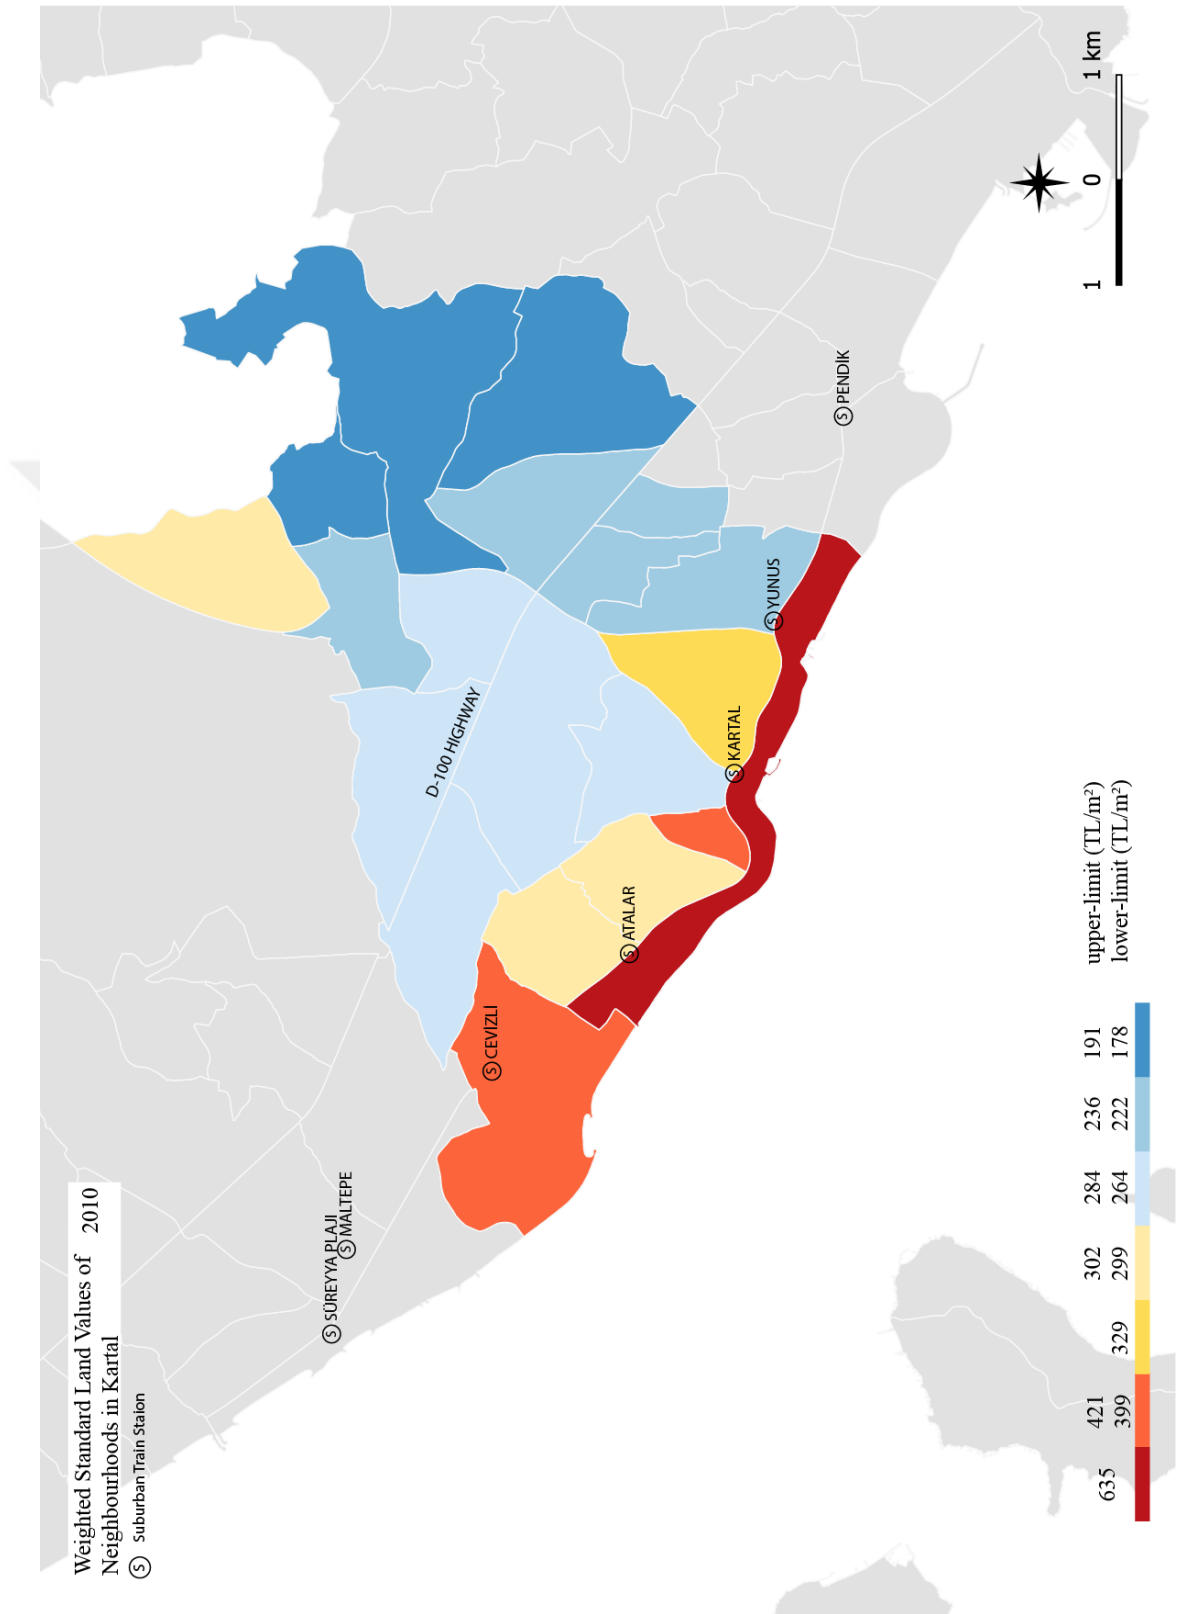 Weighted Standard Land Values of 2010
Neighbourhoods in Kartal
S Suburban Train Staion
S SÜREYYA PLAJI
S MALTEPE
S CEVİZLİ
S ATALAR
D-100 HIGHWAY
S KARTAL
S YUNUS
S PENDİK
1 0 1 km
635 421 329 302 284 236 191 upper-limit (TL/m²)
399 299 264 222 178 lower-limit (TL/m²)